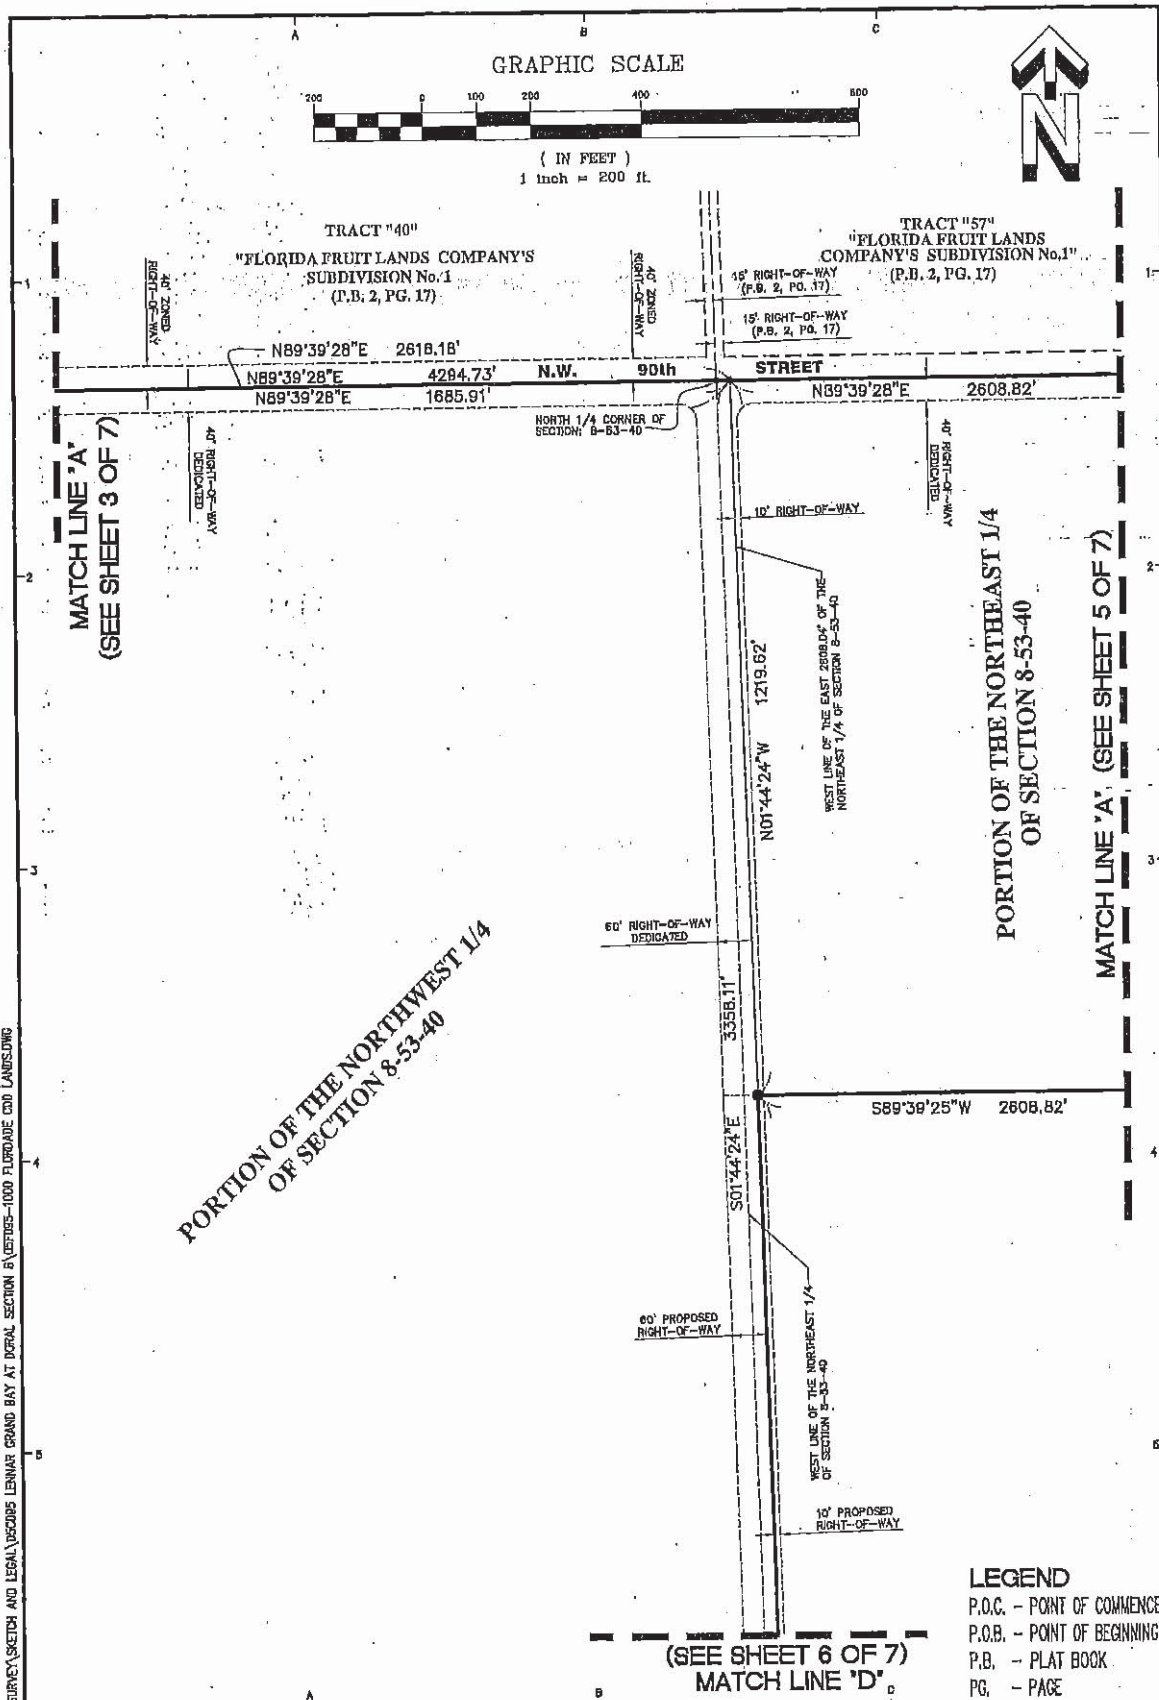 A
B
C
GRAPHIC SCALE
200
0
100
200
400
800
( IN FEET )
1 inch = 200 ft.
N
TRACT "40"
"FLORIDA FRUIT LANDS COMPANY'S
SUBDIVISION No. 1
(P.B. 2, PG. 17)
TRACT "57"
"FLORIDA FRUIT LANDS
COMPANY'S SUBDIVISION No.1"
(P.B. 2, PG. 17)
40' ZONED
RIGHT-OF-WAY
40' ZONED
RIGHT-OF-WAY
15' RIGHT-OF-WAY
(P.B. 2, PG. 17)
15' RIGHT-OF-WAY
(P.B. 2, PG. 17)
1
1
N89°39'28"E 2618.18'
N89°39'28"E 4294.73' N.W. 90th STREET
N89°39'28"E 1685.91'
N89°39'28"E 2608.82'
NORTH 1/4 CORNER OF
SECTION; 8-53-40
MATCH LINE "A"
(SEE SHEET 3 OF 7)
40' RIGHT-OF-WAY
DEDICATED
40' RIGHT-OF-WAY
DEDICATED
10' RIGHT-OF-WAY
2
2
WEST LINE OF THE EAST 2608.04' OF THE
NORTHEAST 1/4 OF SECTION 8-53-40
N01°44'24"W 1219.62'
PORTION OF THE NORTHEAST 1/4
OF SECTION 8-53-40
MATCH LINE "A". (SEE SHEET 5 OF 7)
3
3
60' RIGHT-OF-WAY
DEDICATED
PORTION OF THE NORTHWEST 1/4
OF SECTION 8-53-40
S01°44'24"E 3358.11'
S89°39'25"W 2608.82'
4
4
60' PROPOSED
RIGHT-OF-WAY
WEST LINE OF THE NORTHEAST 1/4
OF SECTION 8-53-40
5
10' PROPOSED
RIGHT-OF-WAY
(SEE SHEET 6 OF 7)
MATCH LINE "D"
LEGEND
P.O.C. - POINT OF COMMENCE
P.O.B. - POINT OF BEGINNING
P.B. - PLAT BOOK
PG. - PAGE
A
B
C